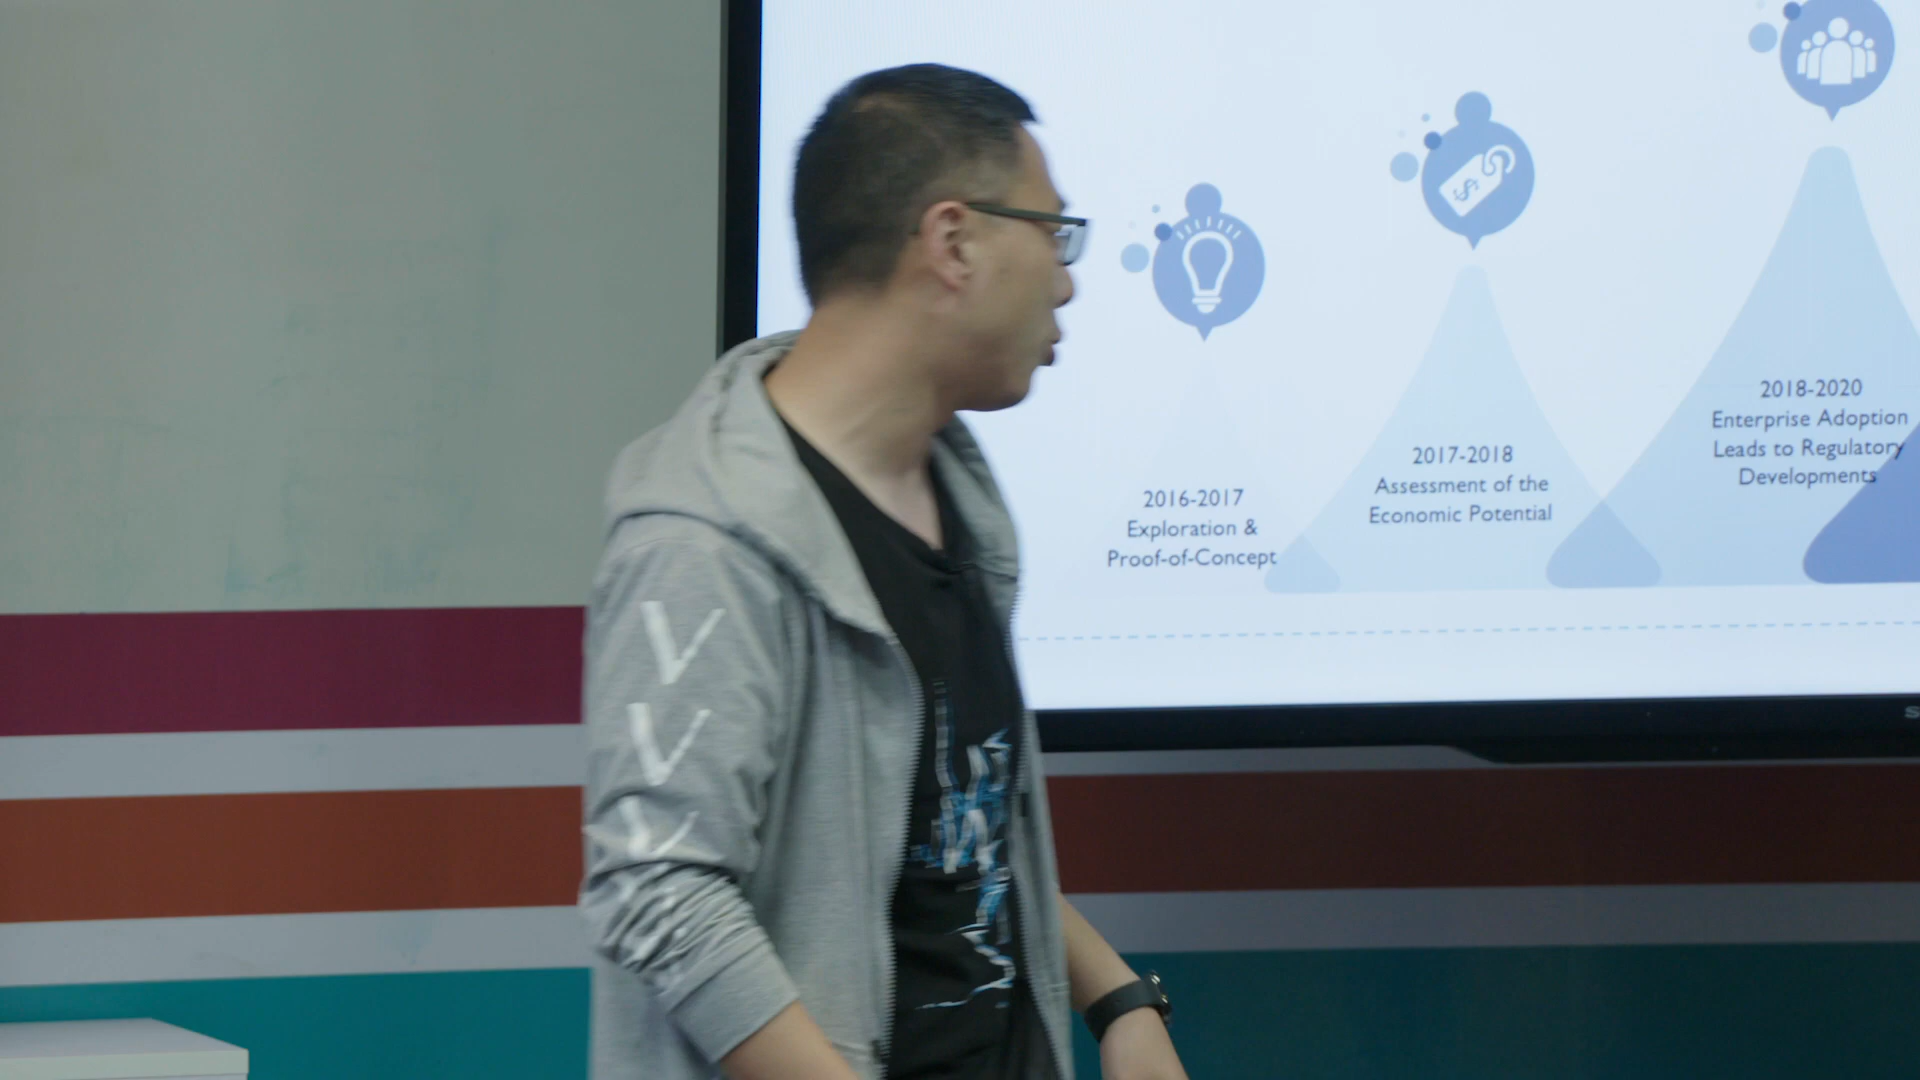 2016-2017
Exploration &
Proof-of-Concept
2017-2018
Assessment of the
Economic Potential
2018-2020
Enterprise Adoption
Leads to Regulatory
Developments
$